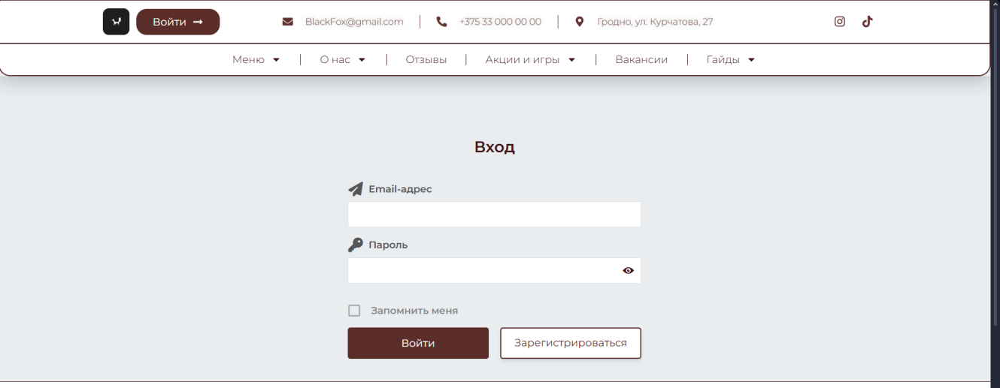 Войти
BlackFox@gmail.com
+375 33 000 00 00
Гродно, ул. Курчатова, 27
Меню
О нас
Отзывы
Акции и игры
Вакансии
Гайды
Вход
Email-адрес
Пароль
Запомнить меня
Войти
Зарегистрироваться